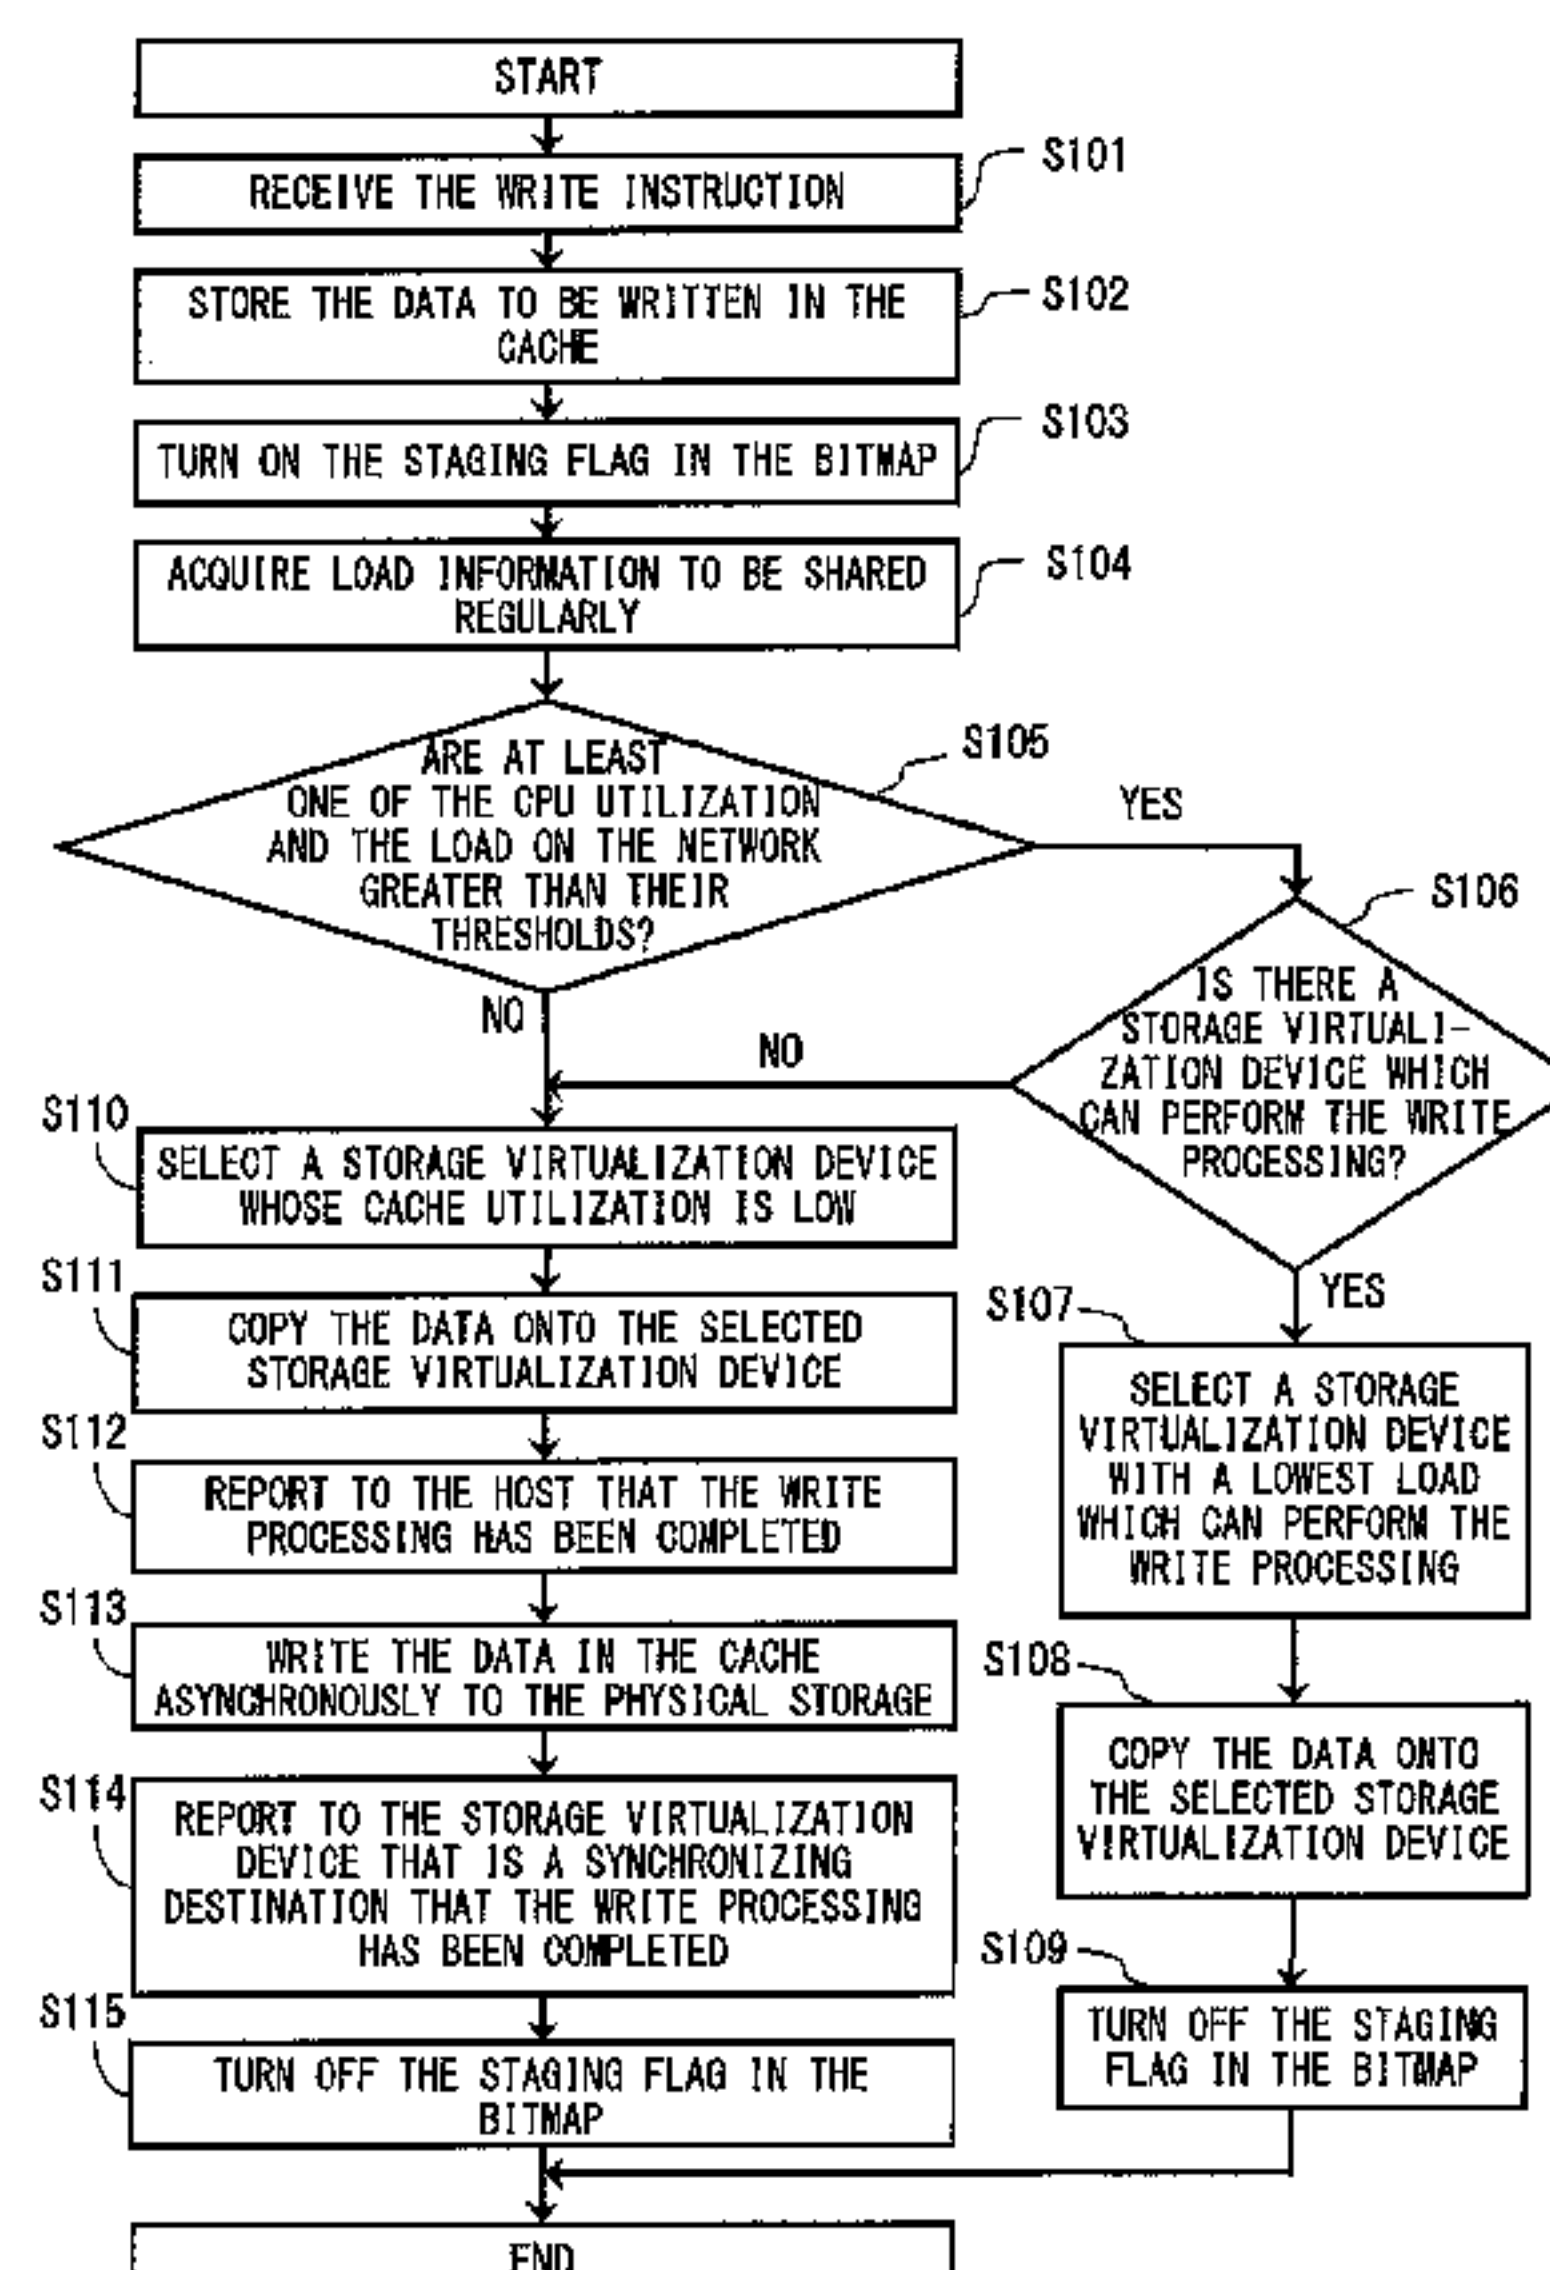 START
RECEIVE THE WRITE INSTRUCTION
S101
STORE THE DATA TO BE WRITTEN IN THE
CACHE
S102
TURN ON THE STAGING FLAG IN THE BITMAP
S103
ACQUIRE LOAD INFORMATION TO BE SHARED
REGULARLY
S104
ARE AT LEAST
ONE OF THE CPU UTILIZATION
AND THE LOAD ON THE NETWORK
GREATER THAN THEIR
THRESHOLDS?
S105
YES
NO
S106
IS THERE A
STORAGE VIRTUALI-
ZATION DEVICE WHICH
CAN PERFORM THE WRITE
PROCESSING?
NO
YES
S110
SELECT A STORAGE VIRTUALIZATION DEVICE
WHOSE CACHE UTILIZATION IS LOW
S111
COPY THE DATA ONTO THE SELECTED
STORAGE VIRTUALIZATION DEVICE
S112
REPORT TO THE HOST THAT THE WRITE
PROCESSING HAS BEEN COMPLETED
S113
WRITE THE DATA IN THE CACHE
ASYNCHRONOUSLY TO THE PHYSICAL STORAGE
S114
REPORT TO THE STORAGE VIRTUALIZATION
DEVICE THAT IS A SYNCHRONIZING
DESTINATION THAT THE WRITE PROCESSING
HAS BEEN COMPLETED
S115
TURN OFF THE STAGING FLAG IN THE
BITMAP
S107
SELECT A STORAGE
VIRTUALIZATION DEVICE
WITH A LOWEST LOAD
WHICH CAN PERFORM THE
WRITE PROCESSING
S108
COPY THE DATA ONTO
THE SELECTED STORAGE
VIRTUALIZATION DEVICE
S109
TURN OFF THE STAGING
FLAG IN THE BITMAP
END